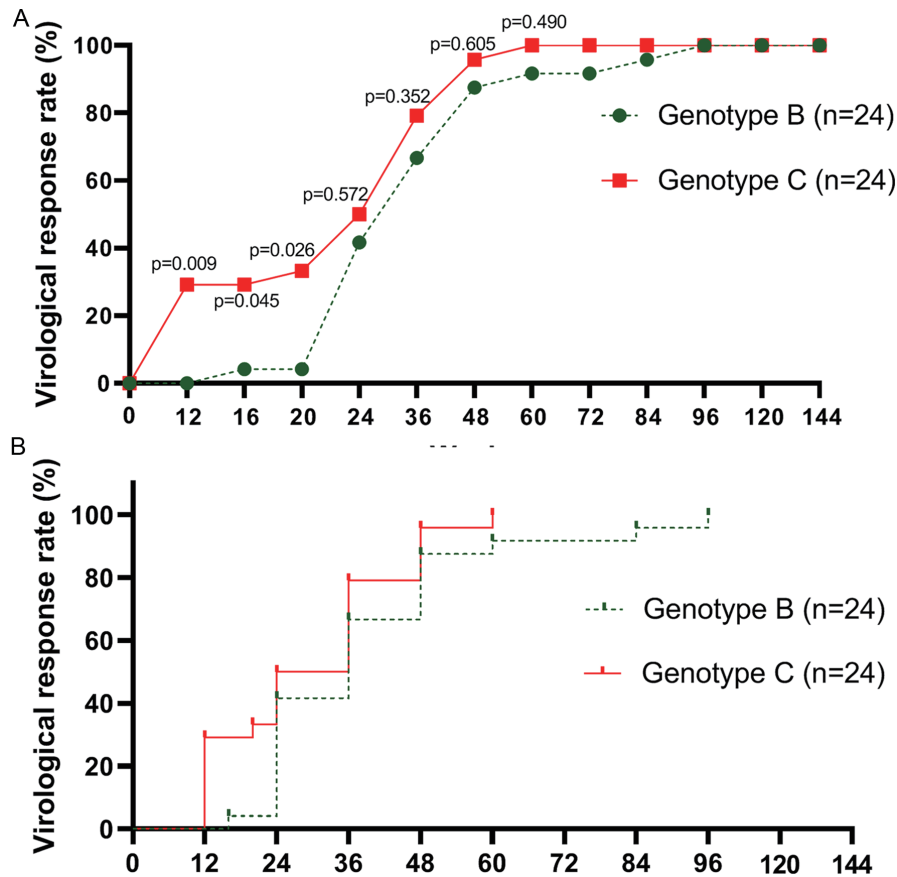 A
Virological response rate (%)
100
80
60
40
20
0
p=0.009
p=0.045
p=0.026
p=0.572
p=0.352
p=0.605
p=0.490
Genotype B (n=24)
Genotype C (n=24)
0 12 16 20 24 36 48 60 72 84 96 120 144
B
Virological response rate (%)
100
80
60
40
20
0
Genotype B (n=24)
Genotype C (n=24)
0 12 24 36 48 60 72 84 96 120 144